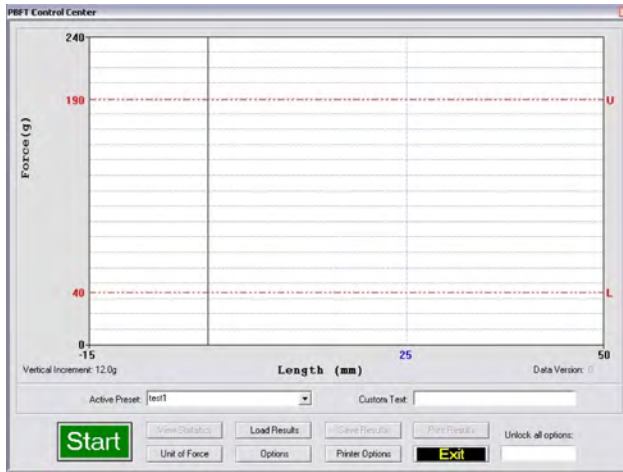 PBFT Control Center
240
190
U
Force(g)
40
L
0
-15
25
50
Vertical Increment: 12.0g
Length (mm)
Data Version: 0
Active Preset: test1
Custom Text:
Start
View Statistics
Load Results
Save Results
Print Results
Unlock all options:
Unit of Force
Options
Printer Options
Exit